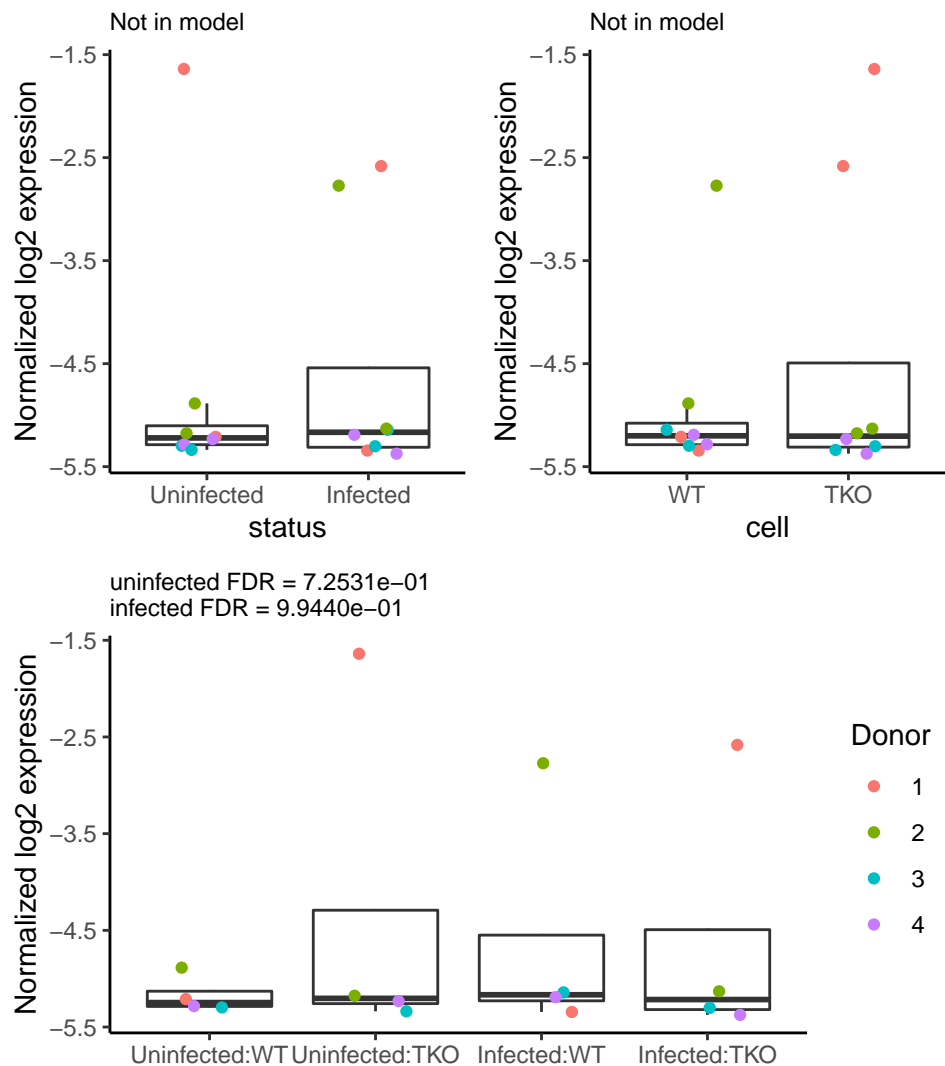 Not in model
Not in model
Normalized log2 expression
−1.5
−2.5
−3.5
−4.5
−5.5
Uninfected
Infected
status
Normalized log2 expression
−1.5
−2.5
−3.5
−4.5
−5.5
WT
TKO
cell
uninfected FDR = 7.2531e−01
infected FDR = 9.9440e−01
Normalized log2 expression
−1.5
−2.5
−3.5
−4.5
−5.5
Uninfected:WT
Uninfected:TKO
Infected:WT
Infected:TKO
Donor
1
2
3
4